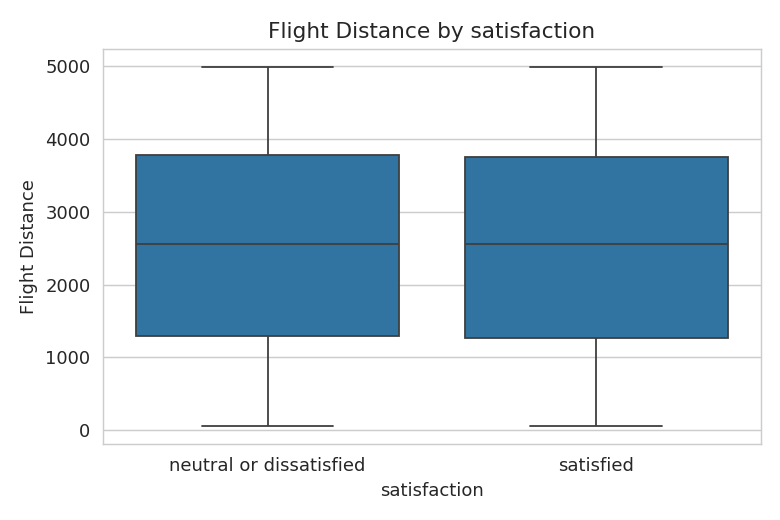 Flight Distance by satisfaction
5000
4000
3000
2000
1000
0
Flight Distance
neutral or dissatisfied
satisfied
satisfaction